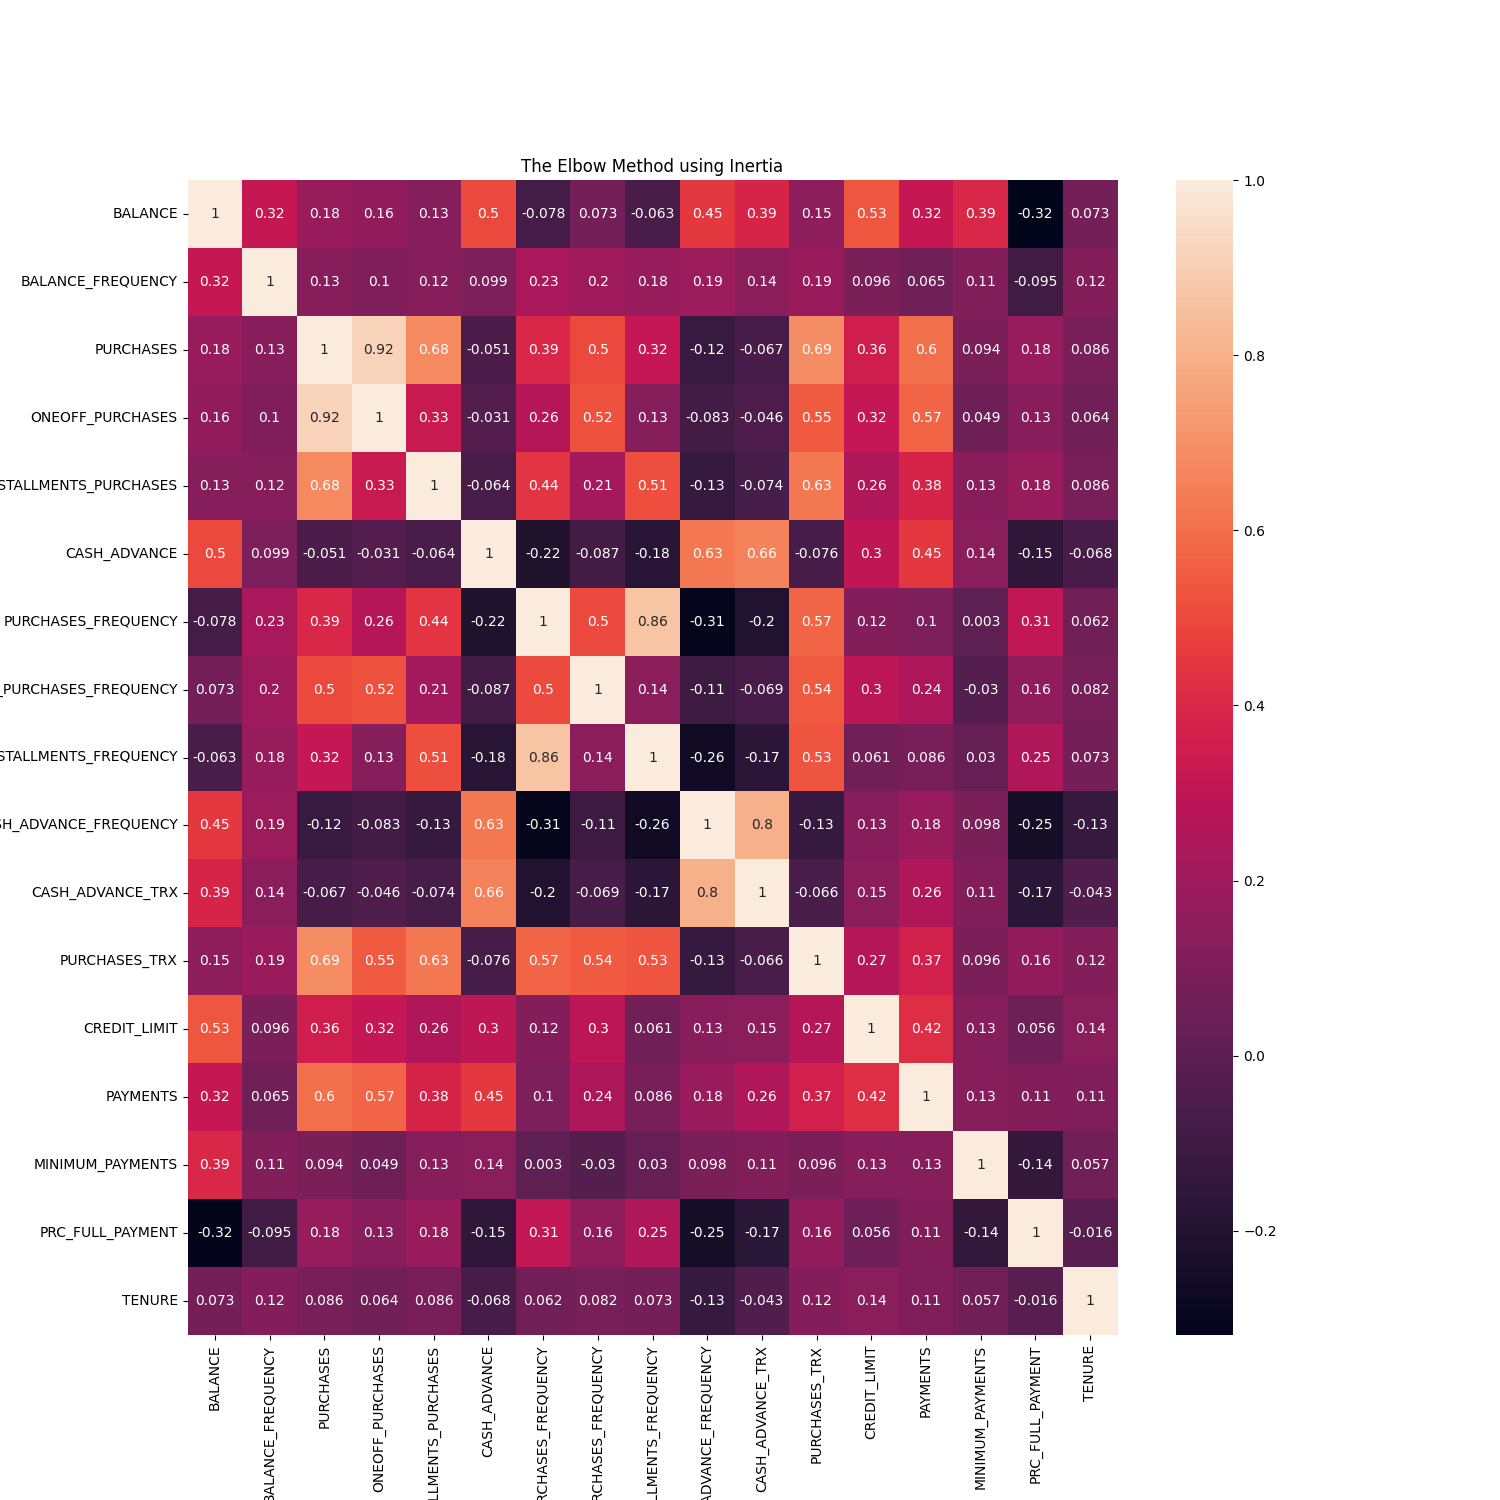 The Elbow Method using Inertia
BALANCE 1 0.32 0.18 0.16 0.13 0.5 -0.078 0.073 -0.063 0.45 0.39 0.15 0.53 0.32 0.39 -0.32 0.073
BALANCE_FREQUENCY 0.32 1 0.13 0.1 0.12 0.099 0.23 0.2 0.18 0.19 0.14 0.19 0.096 0.065 0.11 -0.095 0.12
PURCHASES 0.18 0.13 1 0.92 0.68 -0.051 0.39 0.5 0.32 -0.12 -0.067 0.69 0.36 0.6 0.094 0.18 0.086
ONEOFF_PURCHASES 0.16 0.1 0.92 1 0.33 -0.031 0.26 0.52 0.13 -0.083 -0.046 0.55 0.32 0.57 0.049 0.13 0.064
STALLMENTS_PURCHASES 0.13 0.12 0.68 0.33 1 -0.064 0.44 0.21 0.51 -0.13 -0.074 0.63 0.26 0.38 0.13 0.18 0.086
CASH_ADVANCE 0.5 0.099 -0.051 -0.031 -0.064 1 -0.22 -0.087 -0.18 0.63 0.66 -0.076 0.3 0.45 0.14 -0.15 -0.068
PURCHASES_FREQUENCY -0.078 0.23 0.39 0.26 0.44 -0.22 1 0.5 0.86 -0.31 -0.2 0.57 0.12 0.1 0.003 0.31 0.062
_PURCHASES_FREQUENCY 0.073 0.2 0.5 0.52 0.21 -0.087 0.5 1 0.14 -0.11 -0.069 0.54 0.3 0.24 -0.03 0.16 0.082
STALLMENTS_FREQUENCY -0.063 0.18 0.32 0.13 0.51 -0.18 0.86 0.14 1 -0.26 -0.17 0.53 0.061 0.086 0.03 0.25 0.073
H_ADVANCE_FREQUENCY 0.45 0.19 -0.12 -0.083 -0.13 0.63 -0.31 -0.11 -0.26 1 0.8 -0.13 0.13 0.18 0.098 -0.25 -0.13
CASH_ADVANCE_TRX 0.39 0.14 -0.067 -0.046 -0.074 0.66 -0.2 -0.069 -0.17 0.8 1 -0.066 0.15 0.26 0.11 -0.17 -0.043
PURCHASES_TRX 0.15 0.19 0.69 0.55 0.63 -0.076 0.57 0.54 0.53 -0.13 -0.066 1 0.27 0.37 0.096 0.16 0.12
CREDIT_LIMIT 0.53 0.096 0.36 0.32 0.26 0.3 0.12 0.3 0.061 0.13 0.15 0.27 1 0.42 0.13 0.056 0.14
PAYMENTS 0.32 0.065 0.6 0.57 0.38 0.45 0.1 0.24 0.086 0.18 0.26 0.37 0.42 1 0.13 0.11 0.11
MINIMUM_PAYMENTS 0.39 0.11 0.094 0.049 0.13 0.14 0.003 -0.03 0.03 0.098 0.11 0.096 0.13 0.13 1 -0.14 0.057
PRC_FULL_PAYMENT -0.32 -0.095 0.18 0.13 0.18 -0.15 0.31 0.16 0.25 -0.25 -0.17 0.16 0.056 0.11 -0.14 1 -0.016
TENURE 0.073 0.12 0.086 0.064 0.086 -0.068 0.062 0.082 0.073 -0.13 -0.043 0.12 0.14 0.11 0.057 -0.016 1
BALANCE
BALANCE_FREQUENCY
PURCHASES
ONEOFF_PURCHASES
LLMENTS_PURCHASES
CASH_ADVANCE
RCHASES_FREQUENCY
RCHASES_FREQUENCY
LLMENTS_FREQUENCY
ADVANCE_FREQUENCY
CASH_ADVANCE_TRX
PURCHASES_TRX
CREDIT_LIMIT
PAYMENTS
MINIMUM_PAYMENTS
PRC_FULL_PAYMENT
TENURE
1.0
0.8
0.6
0.4
0.2
0.0
−0.2